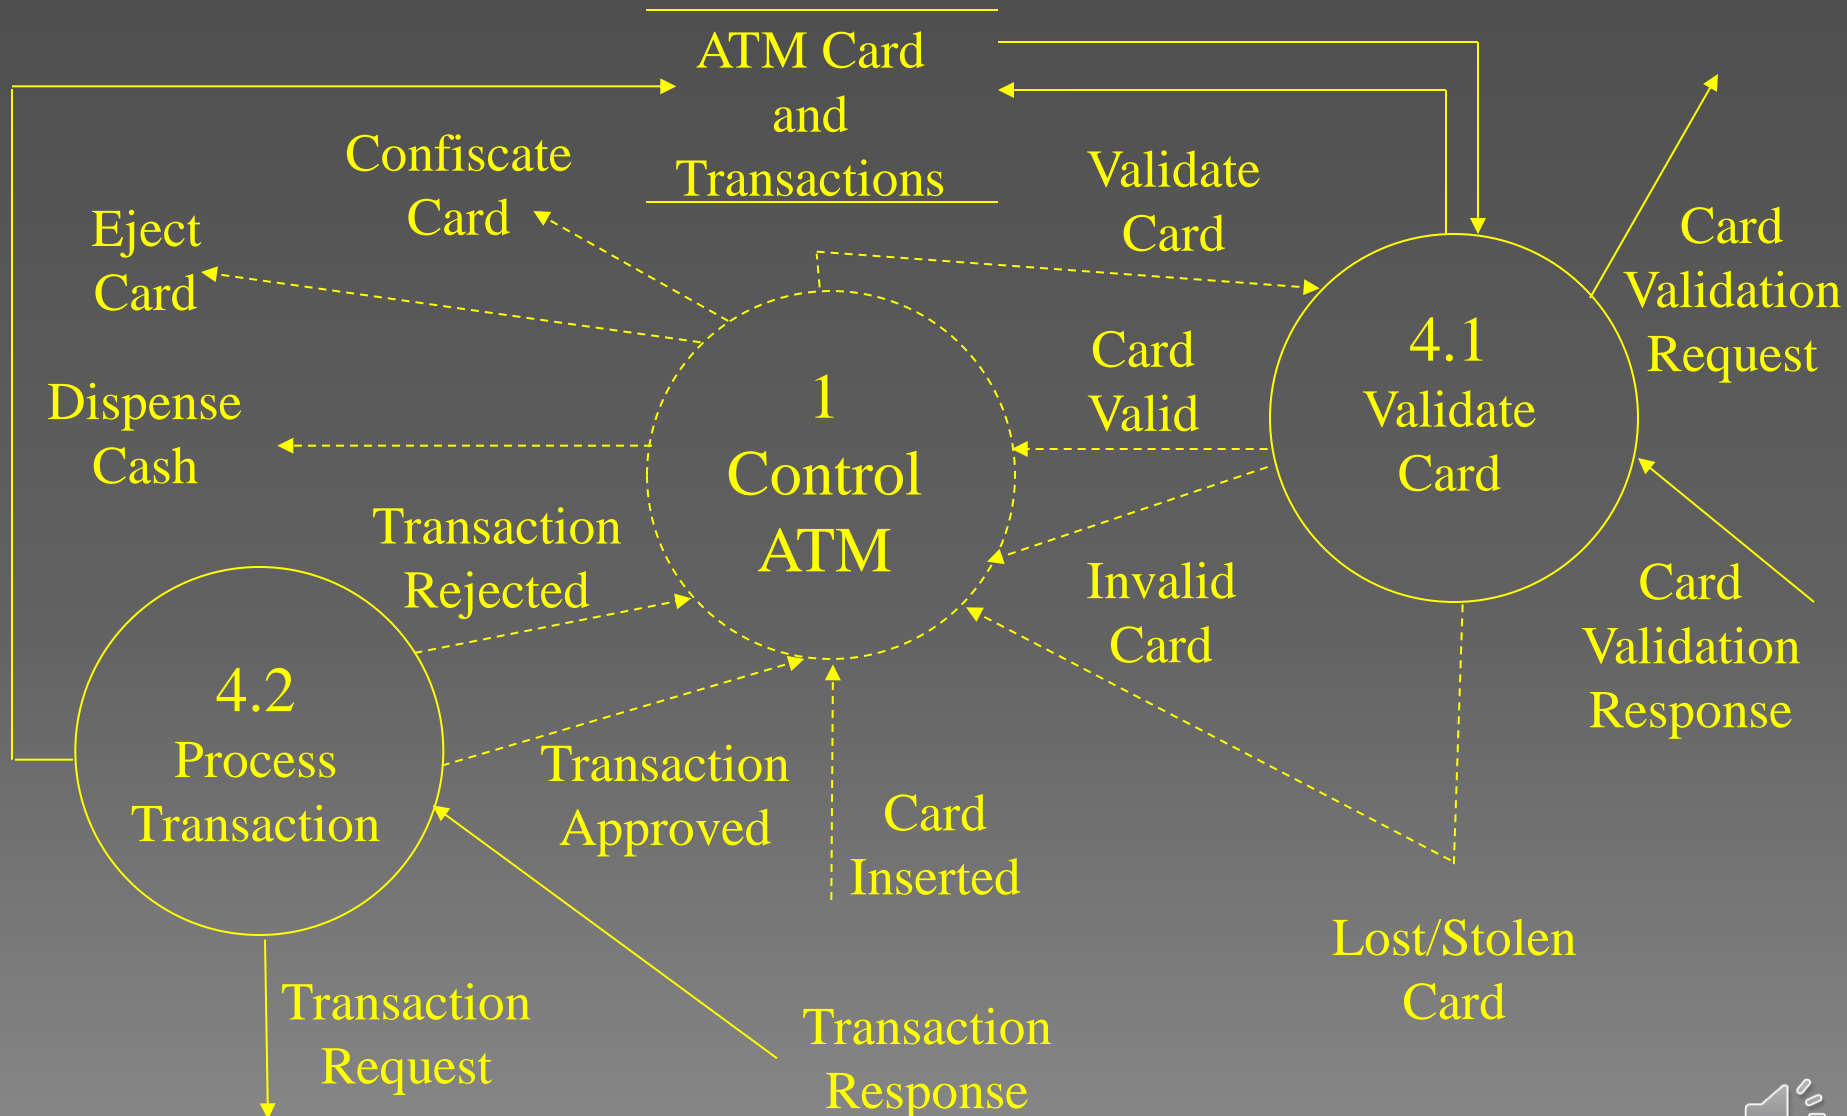 ATM Card
and
Transactions
Confiscate
Card
Validate
Card
Eject
Card
Card
Validation
Request
4.1
Validate
Card
Card
Valid
1
Control
ATM
Dispense
Cash
Transaction
Rejected
Invalid
Card
Card
Validation
Response
4.2
Process
Transaction
Transaction
Approved
Card
Inserted
Lost/Stolen
Card
Transaction
Request
Transaction
Response